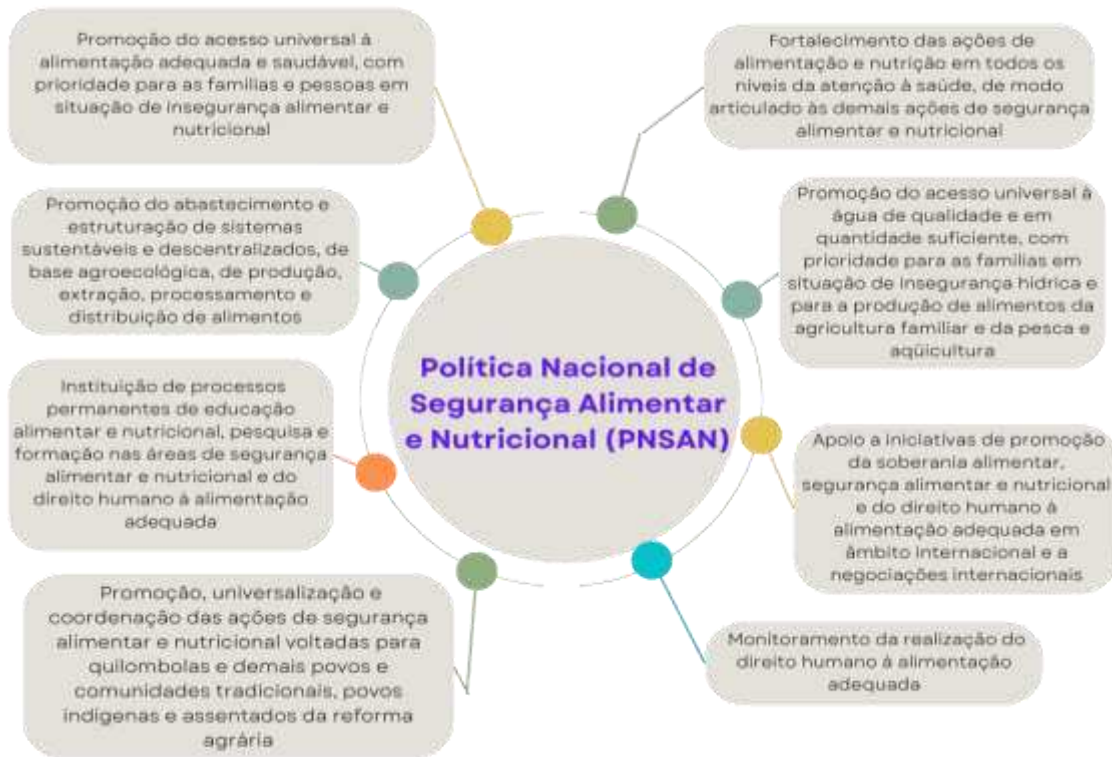 Promoção do acesso universal à
alimentação adequada e saudável, com
prioridade para as famílias e pessoas em
situação de insegurança alimentar e
nutricional
Promoção do abastecimento e
estruturação de sistemas
sustentáveis e descentralizados, de
base agroecológica, de produção,
extração, processamento e
distribuição de alimentos
Instituição de processos
permanentes de educação
alimentar e nutricional, pesquisa e
formação nas áreas de segurança
alimentar e nutricional e do
direito humano à alimentação
adequada
Promoção, universalização e
coordenação das ações de segurança
alimentar e nutricional voltadas para
quilombolas e demais povos e
comunidades tradicionais, povos
indígenas e assentados da reforma
agrária
Política Nacional de
Segurança Alimentar
e Nutricional (PNSAN)
Fortalecimento das ações de
alimentação e nutrição em todos os
níveis da atenção à saúde, de modo
articulado às demais ações de segurança
alimentar e nutricional
Promoção do acesso universal à
água de qualidade e em
quantidade suficiente, com
prioridade para as famílias em
situação de insegurança hídrica e
para a produção de alimentos da
agricultura familiar e da pesca e
aqüicultura
Apoio a iniciativas de promoção
da soberania alimentar,
segurança alimentar e nutricional
e do direito humano à
alimentação adequada em
âmbito internacional e a
negociações internacionais
Monitoramento da realização do
direito humano à alimentação
adequada